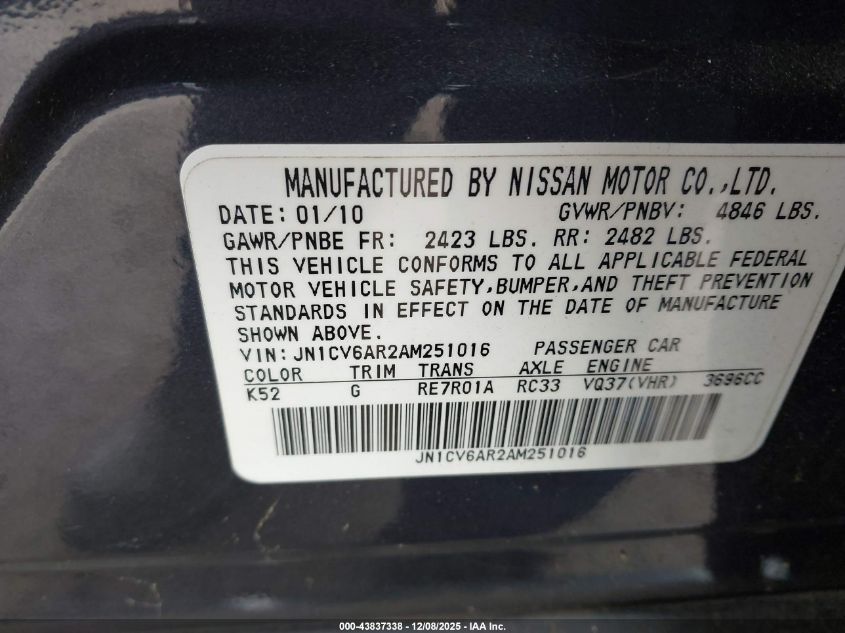 MANUFACTURED BY NISSAN MOTOR CO.,LTD.
DATE: 01/10 GVWR/PNBV: 4846 LBS.
GAWR/PNBE FR: 2423 LBS. RR: 2482 LBS.
THIS VEHICLE CONFORMS TO ALL APPLICABLE FEDERAL
MOTOR VEHICLE SAFETY,BUMPER,AND THEFT PREVENTION
STANDARDS IN EFFECT ON THE DATE OF MANUFACTURE
SHOWN ABOVE.
VIN: JN1CV6AR2AM251016 PASSENGER CAR
COLOR TRIM TRANS AXLE ENGINE
K52 G RE7R01A RC33 VQ37(VHR) 3696CC
JN1CV6AR2AM251016
000-43837338 - 12/08/2025 - IAA Inc.